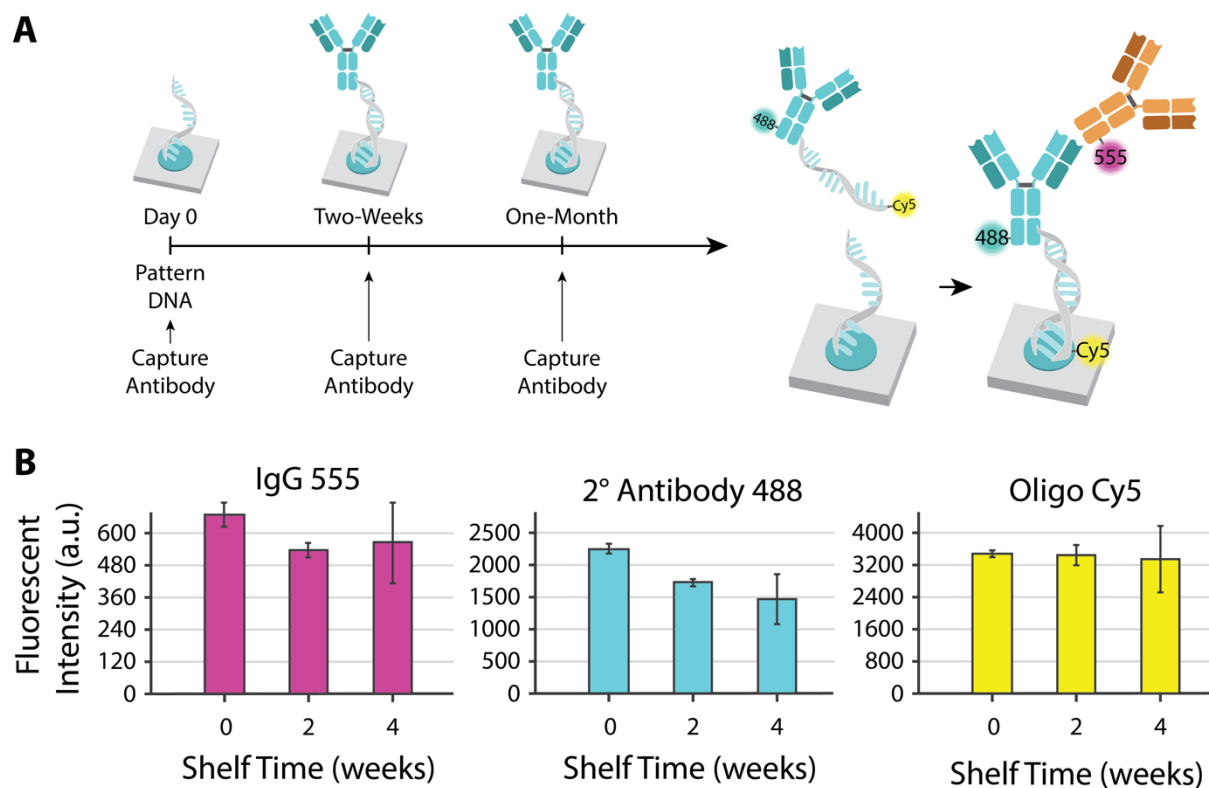 A
488
Cy5
555
488
Cy5
Day 0
Two-Weeks
One-Month
Pattern
DNA
Capture
Antibody
Capture
Antibody
Capture
Antibody
B
Fluorescent
Intensity (a.u.)
IgG 555
600
480
360
240
120
0
0 2 4
Shelf Time (weeks)
2° Antibody 488
2500
2000
1500
1000
500
0
0 2 4
Shelf Time (weeks)
Oligo Cy5
4000
3200
2400
1600
800
0
0 2 4
Shelf Time (weeks)